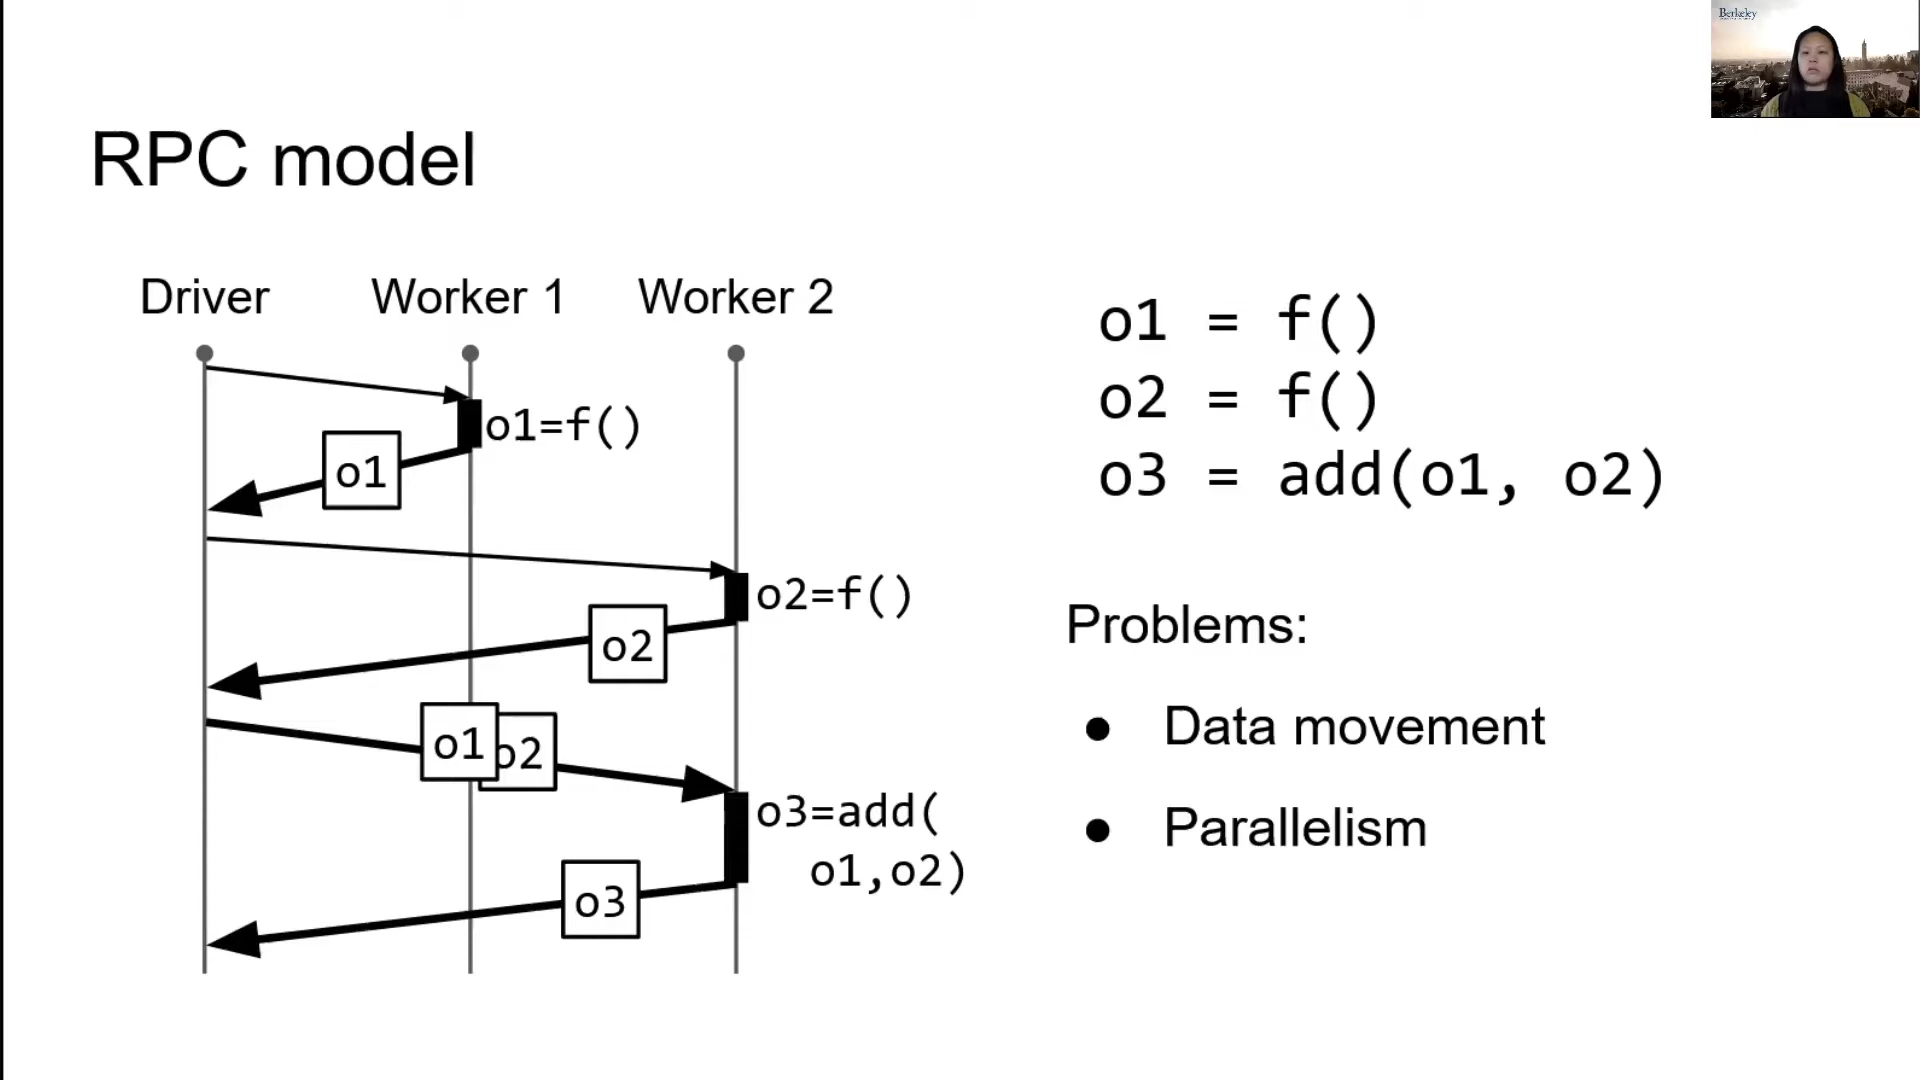 Berkeley
RPC model
Driver
Worker 1
Worker 2
o1=f()
o1
o2=f()
o2
o1
o2
o3=add(
o1,o2)
o3
o1 = f()
o2 = f()
o3 = add(o1, o2)
Problems:
● Data movement
● Parallelism